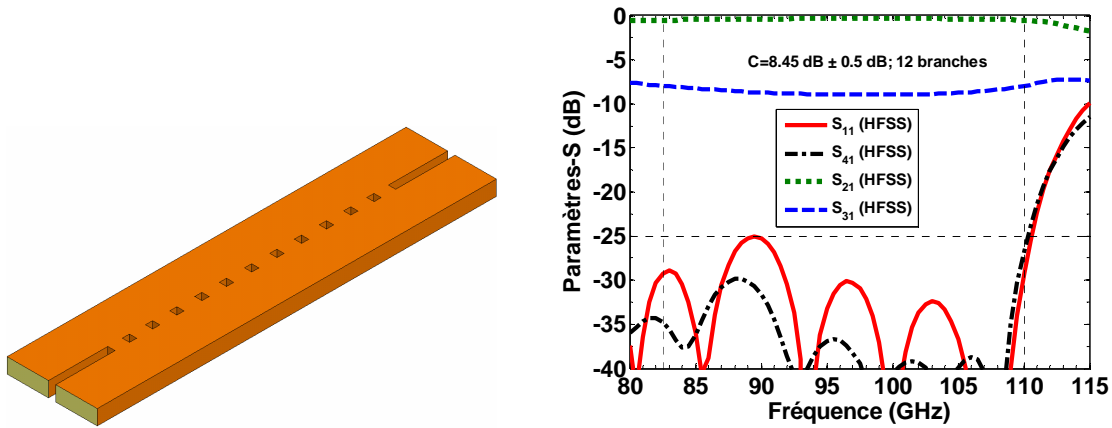 0
-5
-10
-15
-20
-25
-30
-35
-40
Paramètres-S (dB)
C=8.45 dB ± 0.5 dB; 12 branches
S11 (HFSS)
S41 (HFSS)
S21 (HFSS)
S31 (HFSS)
80 85 90 95 100 105 110 115
Fréquence (GHz)